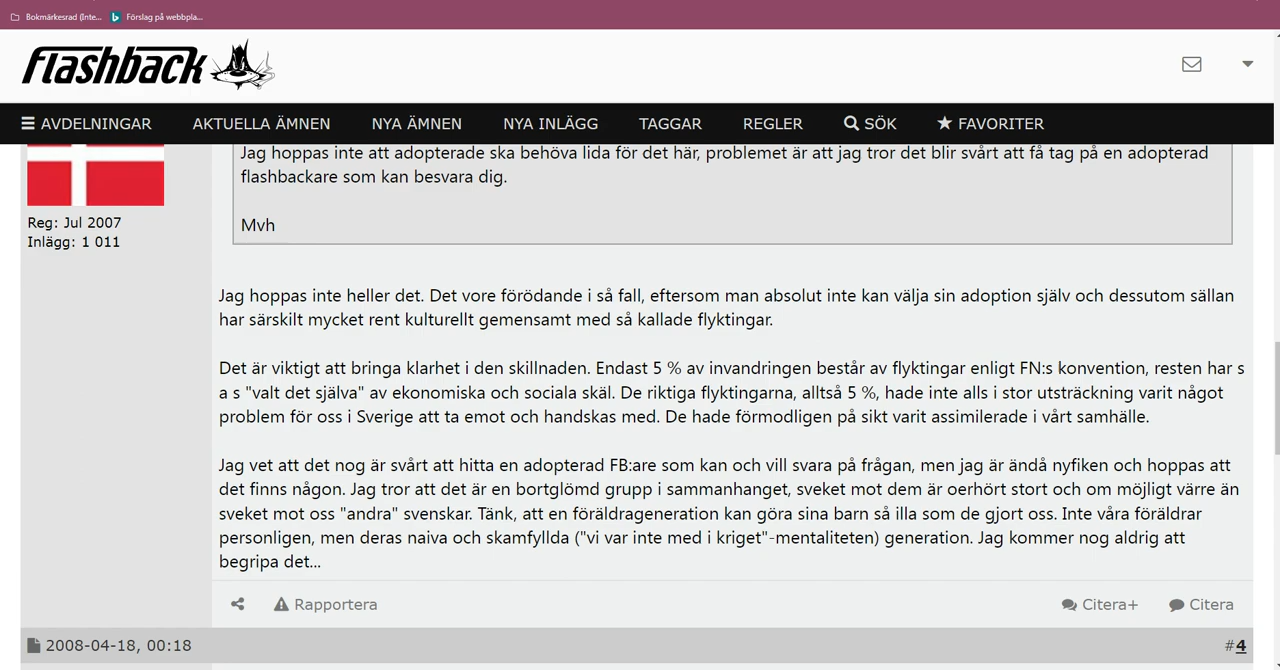 Bokmärkesrad (Inte...
Förslag på webbpla...
flashback
AVDELNINGAR
AKTUELLA ÄMNEN
NYA ÄMNEN
NYA INLÄGG
TAGGAR
REGLER
SÖK
FAVORITER
Reg: Jul 2007
Inlägg: 1 011
Jag hoppas inte att adopterade ska behöva lida för det här, problemet är att jag tror det blir svårt att få tag på en adopterad
flashbackare som kan besvara dig.
Mvh
Jag hoppas inte heller det. Det vore förödande i så fall, eftersom man absolut inte kan välja sin adoption själv och dessutom sällan
har särskilt mycket rent kulturellt gemensamt med så kallade flyktingar.
Det är viktigt att bringa klarhet i den skillnaden. Endast 5 % av invandringen består av flyktingar enligt FN:s konvention, resten har s
a s "valt det själva" av ekonomiska och sociala skäl. De riktiga flyktingarna, alltså 5 %, hade inte alls i stor utsträckning varit något
problem för oss i Sverige att ta emot och handskas med. De hade förmodligen på sikt varit assimilerade i vårt samhälle.
Jag vet att det nog är svårt att hitta en adopterad FB:are som kan och vill svara på frågan, men jag är ändå nyfiken och hoppas att
det finns någon. Jag tror att det är en bortglömd grupp i sammanhanget, sveket mot dem är oerhört stort och om möjligt värre än
sveket mot oss "andra" svenskar. Tänk, att en föräldrageneration kan göra sina barn så illa som de gjort oss. Inte våra föräldrar
personligen, men deras naiva och skamfyllda ("vi var inte med i kriget"-mentaliteten) generation. Jag kommer nog aldrig att
begripa det...
Rapportera
Citera+
Citera
2008-04-18, 00:18
#4